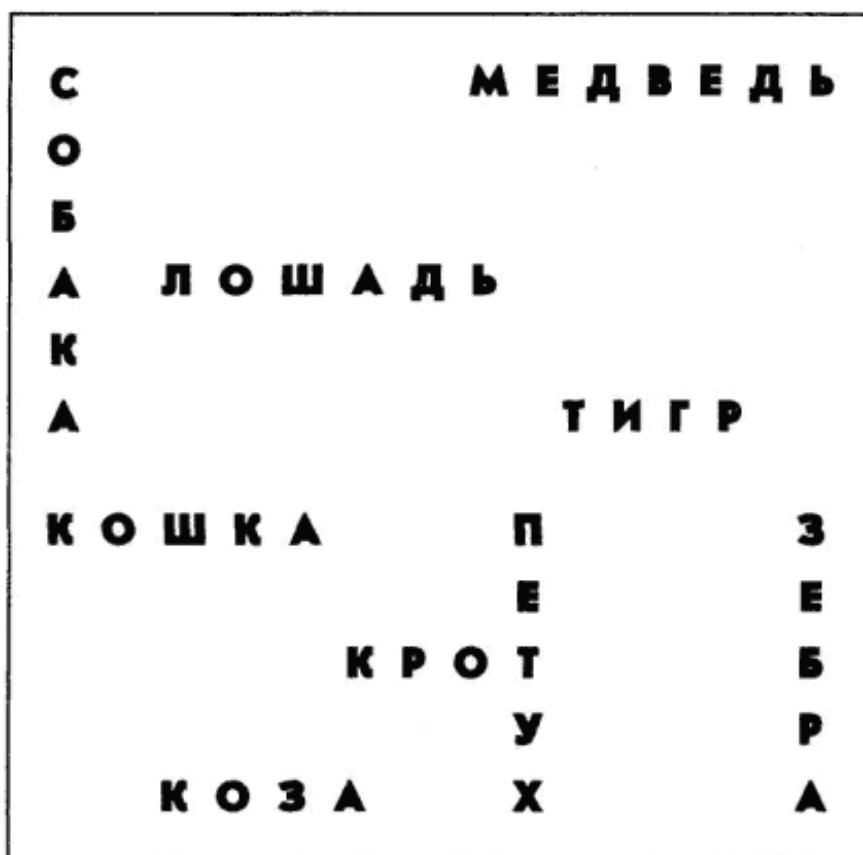 СОБАКА
МЕДВЕДЬ
ЛОШАДЬ
ТИГР
КОШКА
ПЕТУХ
ЗЕБРА
КРОТ
КОЗА